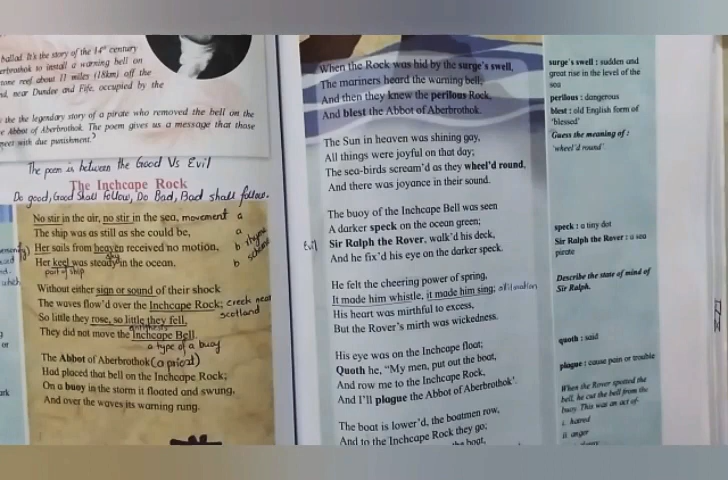 ballad. It's the story of the 14th century
to install a warning bell on
reef about 11 miles (18km) off the
near Dundee and Fife, occupied by the
the the legendary story of a pirate who removed the bell on the
Abbot of Aberbrothok. The poem gives us a message that those
meet with due punishment.?
The poem is between the Good Vs Evil
The Inchcape Rock
Do good, Good Shall follow, Do Bad, Bad shall follow.
No stir in the air, no stir in the sea, movement a
The ship was as still as she could be, a
Her sails from heaven received no motion, b rhyme
sky
Her keel was steady in the ocean. b scheme
part of ship
Without either sign or sound of their shock
The waves flow'd over the Inchcape Rock; creek near
So little they rose, so little they fell, scotland
antithesis
They did not move the Inchcape Bell.
a type of a buoy
The Abbot of Aberbrothok (a priest)
Had placed that bell on the Inchcape Rock;
On a buoy in the storm it floated and swung,
And over the waves its warning rung.
When the Rock was hid by the surge's swell,
The mariners heard the warning bell;
And then they knew the perilous Rock,
And blest the Abbot of Aberbrothok.
The Sun in heaven was shining gay,
All things were joyful on that day;
The sea-birds scream'd as they wheel'd round,
And there was joyance in their sound.
The buoy of the Inchcape Bell was seen
A darker speck on the ocean green;
Evil Sir Ralph the Rover, walk'd his deck,
And he fix'd his eye on the darker speck.
He felt the cheering power of spring,
It made him whistle, it made him sing;
His heart was mirthful to excess,
But the Rover's mirth was wickedness.
His eye was on the Inchcape float;
Quoth he, "My men, put out the boat,
And row me to the Inchcape Rock,
And I'll plague the Abbot of Aberbrothok'.
The boat is lower'd, the boatmen row,
And to the Inchcape Rock they go;
the boat,
surge's swell : sudden and
great rise in the level of the
sea
perilous : dangerous
blest : old English form of
'blessed'
Guess the meaning of :
'wheel'd round'
speck : a tiny dot
Sir Ralph the Rover : a sea
pirate
Describe the state of mind of
Sir Ralph.
quoth : said
plague : cause pain or trouble
When the Rover spotted the
bell, he cut the bell from the
buoy. This was an act of-
i. hatred
ii. anger